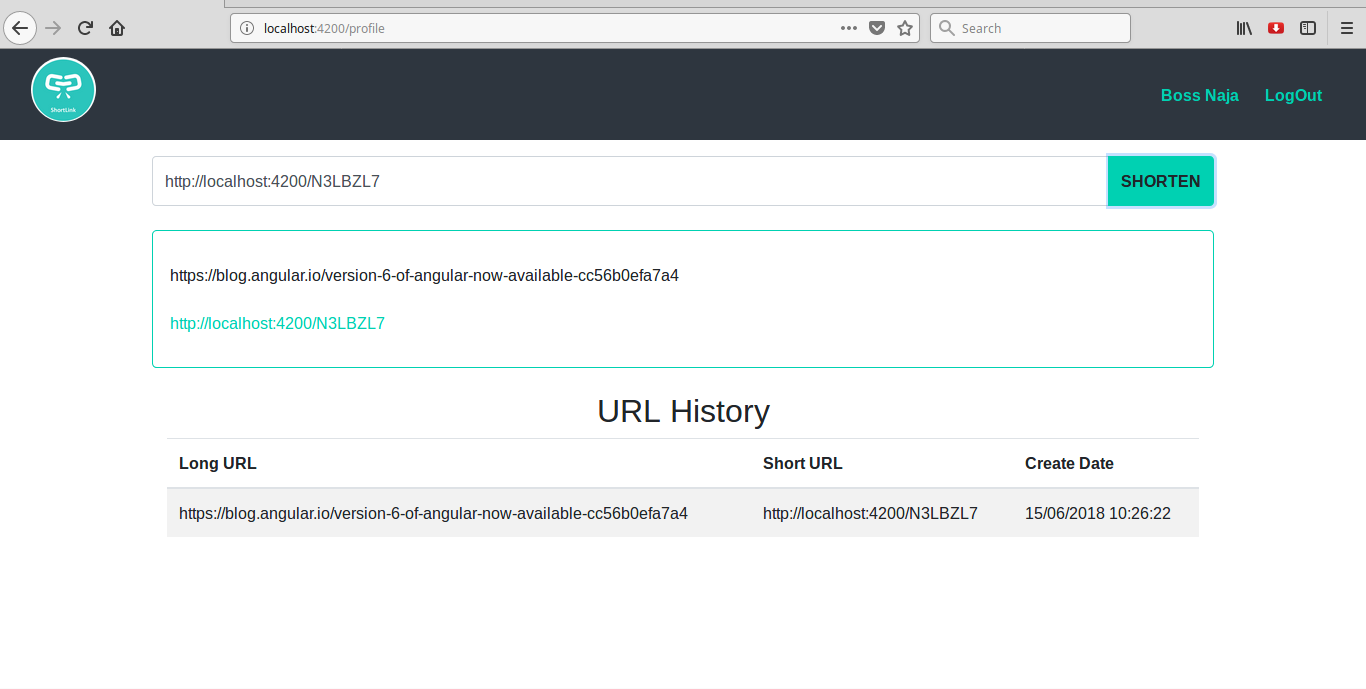 localhost:4200/profile
Search
ShortLink
Boss Naja LogOut
http://localhost:4200/N3LBZL7 SHORTEN
https://blog.angular.io/version-6-of-angular-now-available-cc56b0efa7a4
http://localhost:4200/N3LBZL7
URL History
Long URL Short URL Create Date
https://blog.angular.io/version-6-of-angular-now-available-cc56b0efa7a4 http://localhost:4200/N3LBZL7 15/06/2018 10:26:22